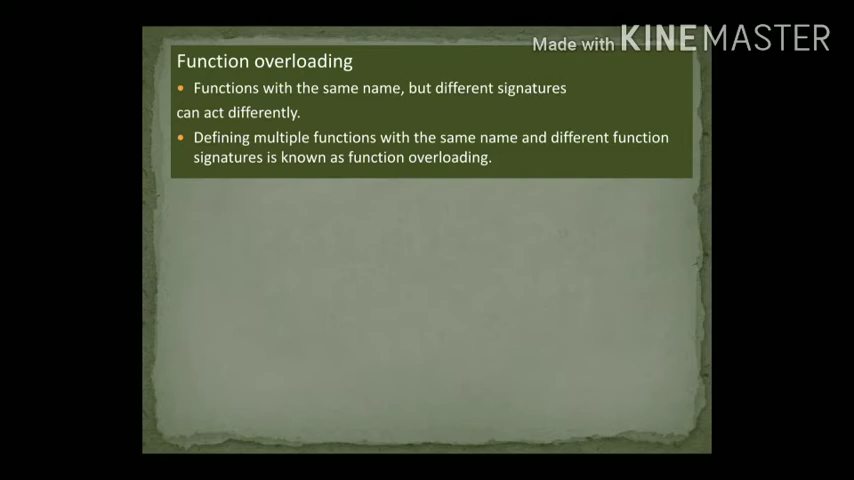 Made with KINEMASTER
Function overloading
• Functions with the same name, but different signatures
can act differently.
• Defining multiple functions with the same name and different function
signatures is known as function overloading.